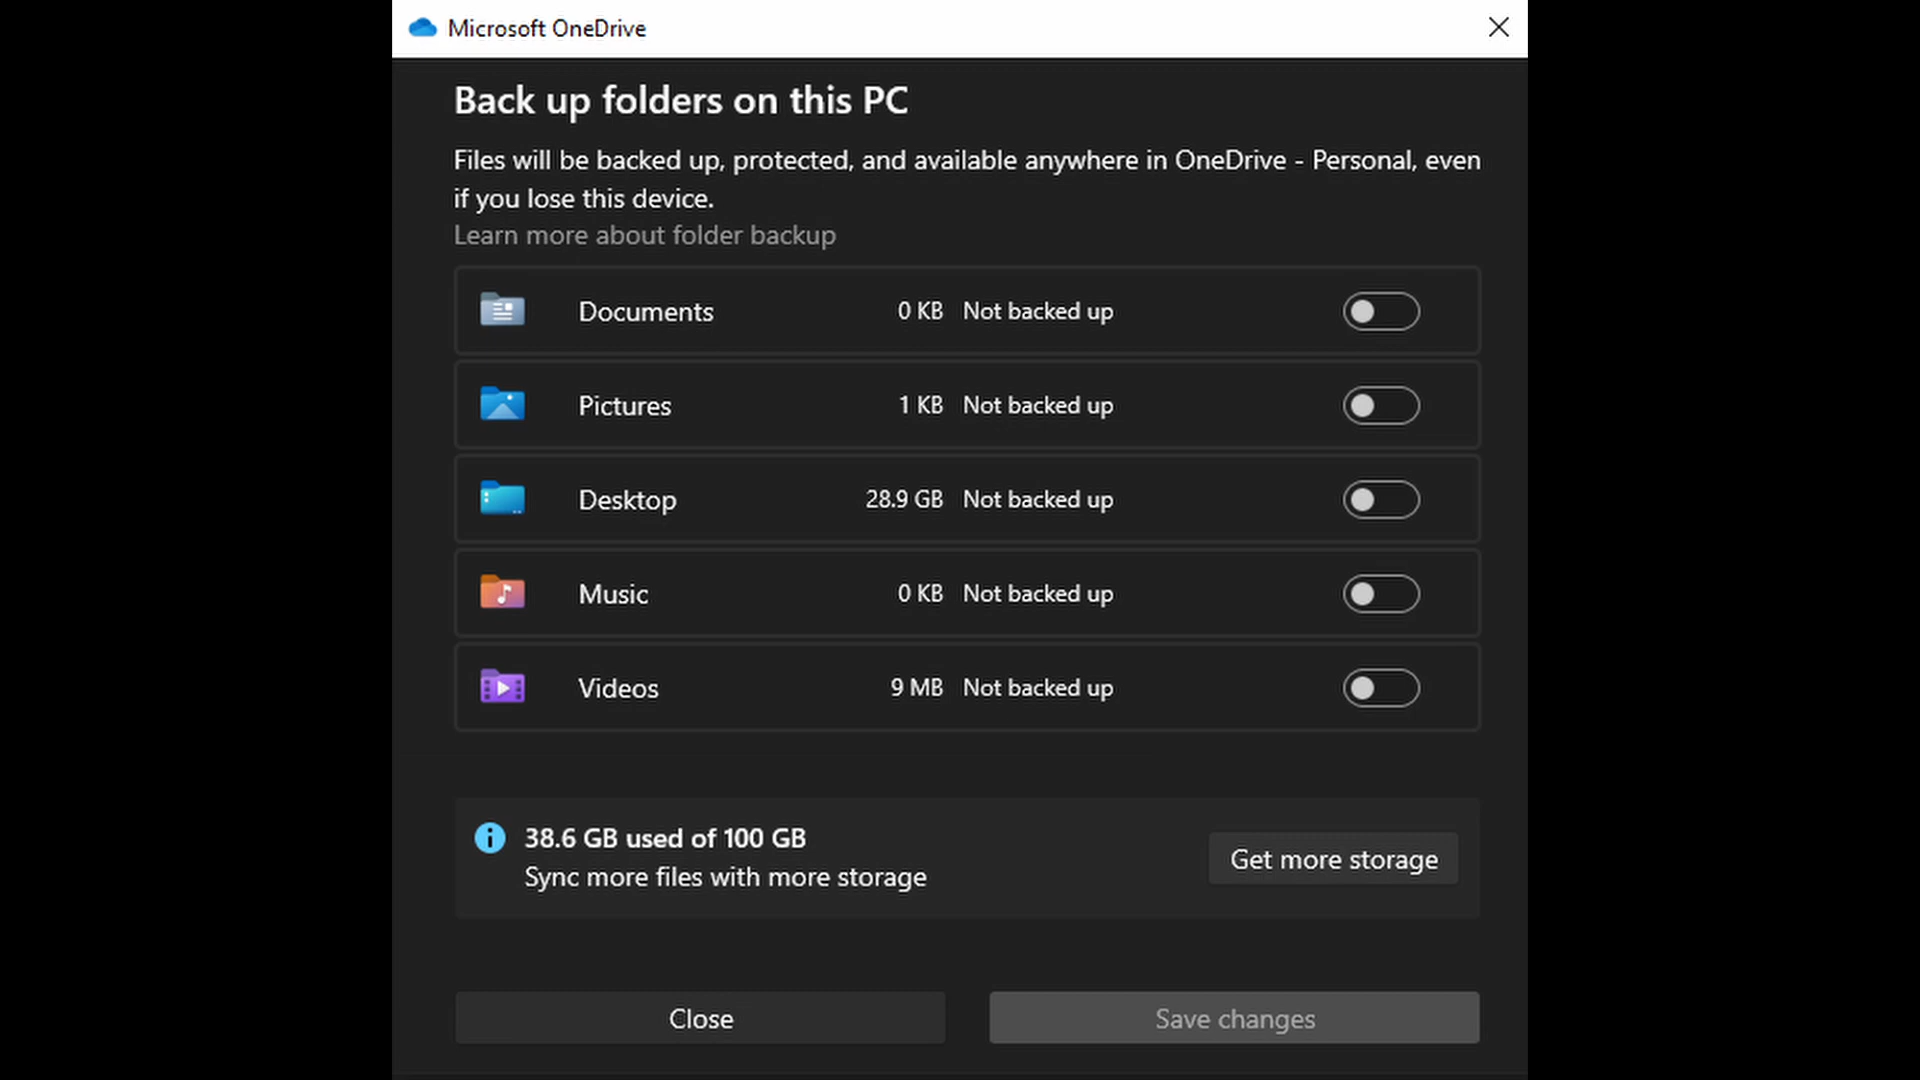 Microsoft OneDrive
Back up folders on this PC
Files will be backed up, protected, and available anywhere in OneDrive - Personal, even
if you lose this device.
Learn more about folder backup
Documents 0 KB Not backed up
Pictures 1 KB Not backed up
Desktop 28.9 GB Not backed up
Music 0 KB Not backed up
Videos 9 MB Not backed up
38.6 GB used of 100 GB
Sync more files with more storage
Get more storage
Close Save changes